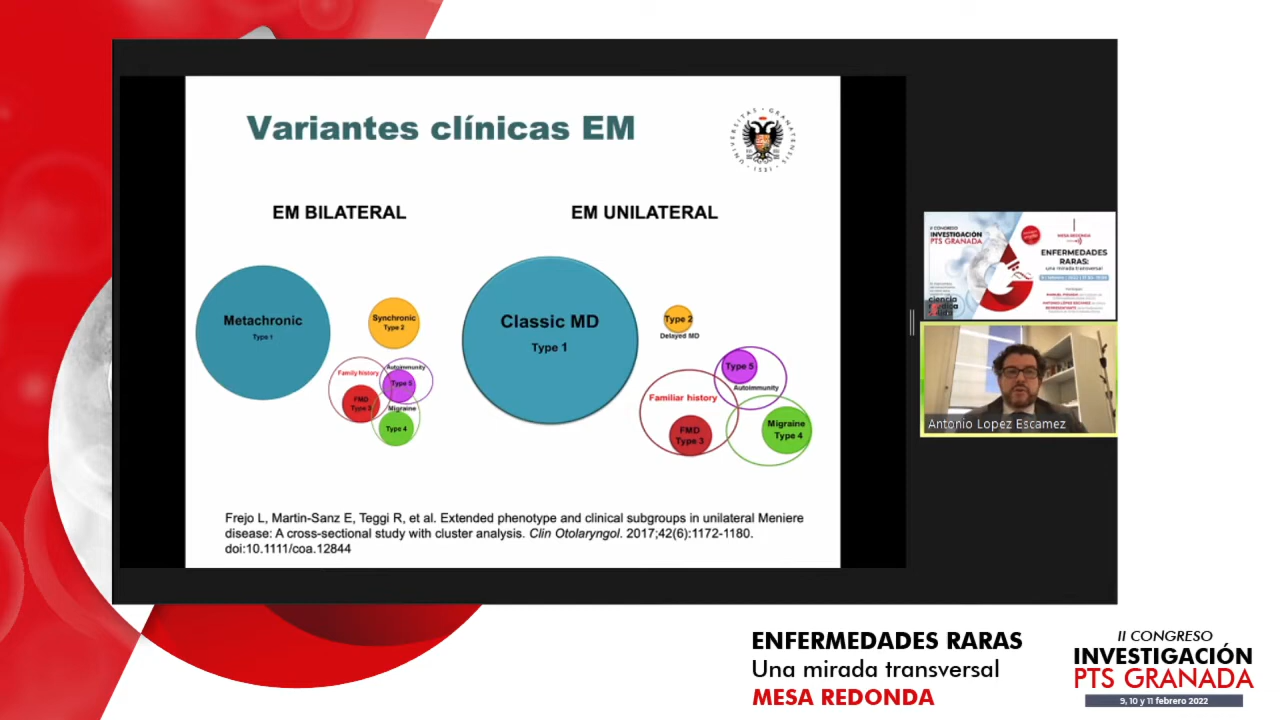 Variantes clínicas EM
UNIVERSITAS · GRANATENSIS · 1531 ·
EM BILATERAL
EM UNILATERAL
Metachronic
Type 1
Synchronic
Type 2
Family history
Autoimmunity
Type 5
FMD
Type 3
Migraine
Type 4
Classic MD
Type 1
Type 2
Delayed MD
Type 5
Autoimmunity
Familiar history
FMD
Type 3
Migraine
Type 4
Frejo L, Martin-Sanz E, Teggi R, et al. Extended phenotype and clinical subgroups in unilateral Meniere
disease: A cross-sectional study with cluster analysis. Clin Otolaryngol. 2017;42(6):1172-1180.
doi:10.1111/coa.12844
II CONGRESO
INVESTIGACIÓN
PTS GRANADA
MESA REDONDA
ENFERMEDADES
RARAS:
una mirada transversal
Antonio Lopez Escamez
ENFERMEDADES RARAS
Una mirada transversal
MESA REDONDA
II CONGRESO
INVESTIGACIÓN
PTS GRANADA
9, 10 y 11 febrero 2022